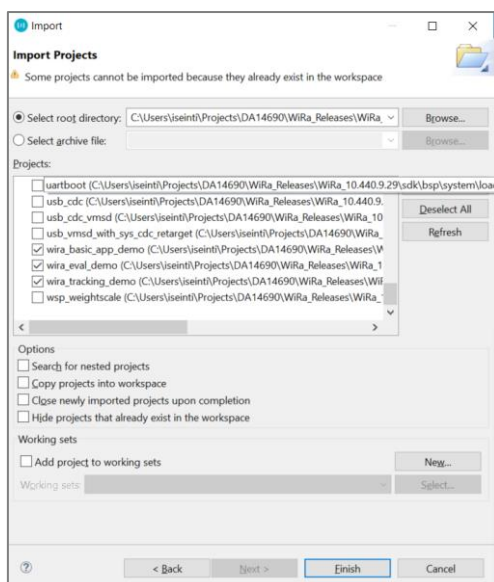 Import
Import Projects
Some projects cannot be imported because they already exist in the workspace
Select root directory: C:\Users\iseinti\Projects\DA14690\WiRa_Releases\WiRa_ Browse...
Select archive file: Browse...
Projects:
uartboot (C:\Users\iseinti\Projects\DA14690\WiRa_Releases\WiRa_10.440.9.29\sdk\bsp\system\loa
usb_cdc (C:\Users\iseinti\Projects\DA14690\WiRa_Releases\WiRa_10.440.9.
usb_cdc_vmsd (C:\Users\iseinti\Projects\DA14690\WiRa_Releases\WiRa_10
usb_vmsd_with_sys_cdc_retarget (C:\Users\iseinti\Projects\DA14690\WiRa_
wira_basic_app_demo (C:\Users\iseinti\Projects\DA14690\WiRa_Releases\W
wira_eval_demo (C:\Users\iseinti\Projects\DA14690\WiRa_Releases\WiRa_1
wira_tracking_demo (C:\Users\iseinti\Projects\DA14690\WiRa_Releases\Wi
wsp_weightscale (C:\Users\iseinti\Projects\DA14690\WiRa_Releases\WiRa_
Deselect All
Refresh
Options
Search for nested projects
Copy projects into workspace
Close newly imported projects upon completion
Hide projects that already exist in the workspace
Working sets
Add project to working sets New...
Working sets: Select...
< Back Next > Finish Cancel